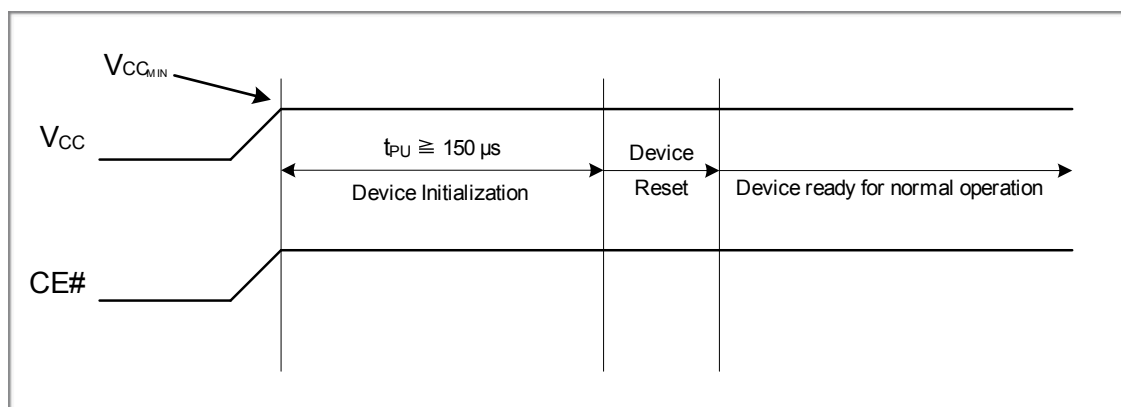 VCCMIN
VCC
tPU ≧ 150 µs
Device Initialization
Device
Reset
Device ready for normal operation
CE#